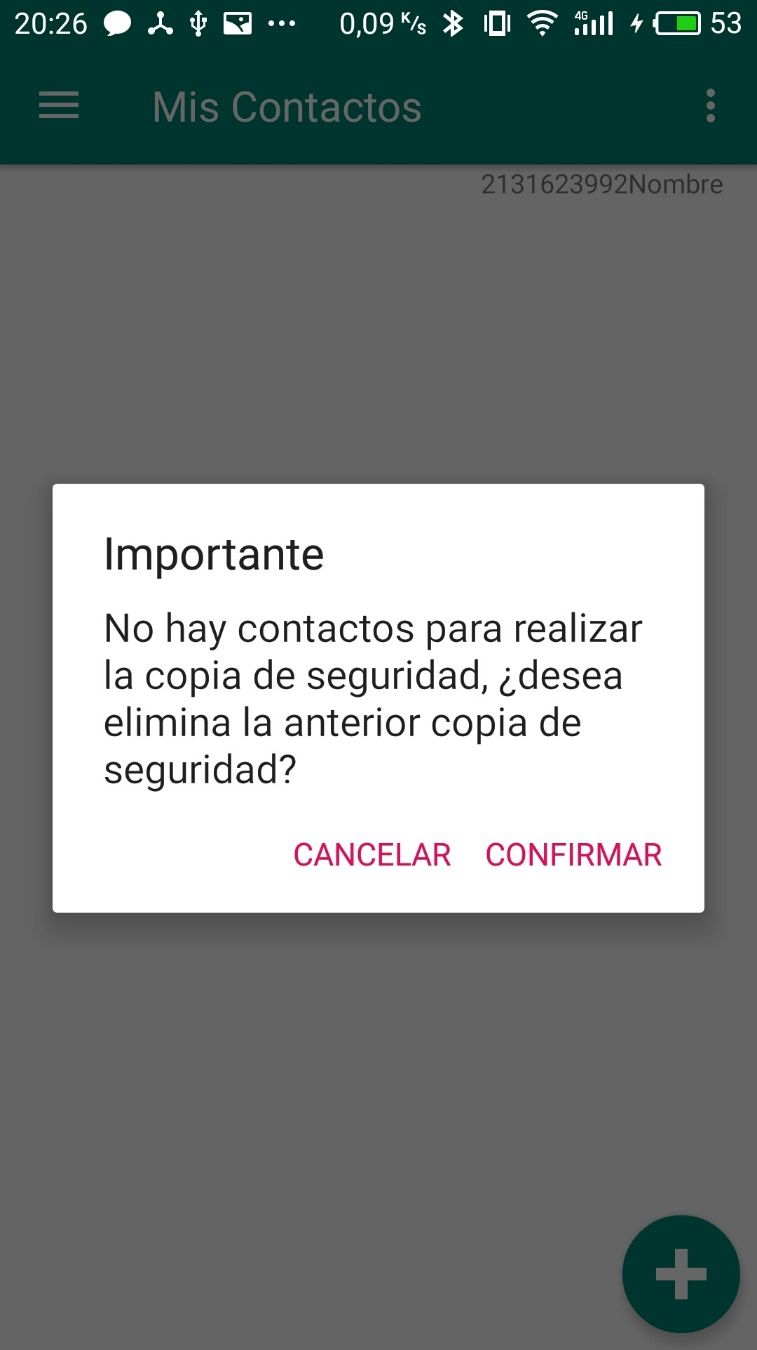 20:26 0,09 K/s 4G 53
Mis Contactos
2131623992Nombre
Importante
No hay contactos para realizar
la copia de seguridad, ¿desea
elimina la anterior copia de
seguridad?
CANCELAR CONFIRMAR